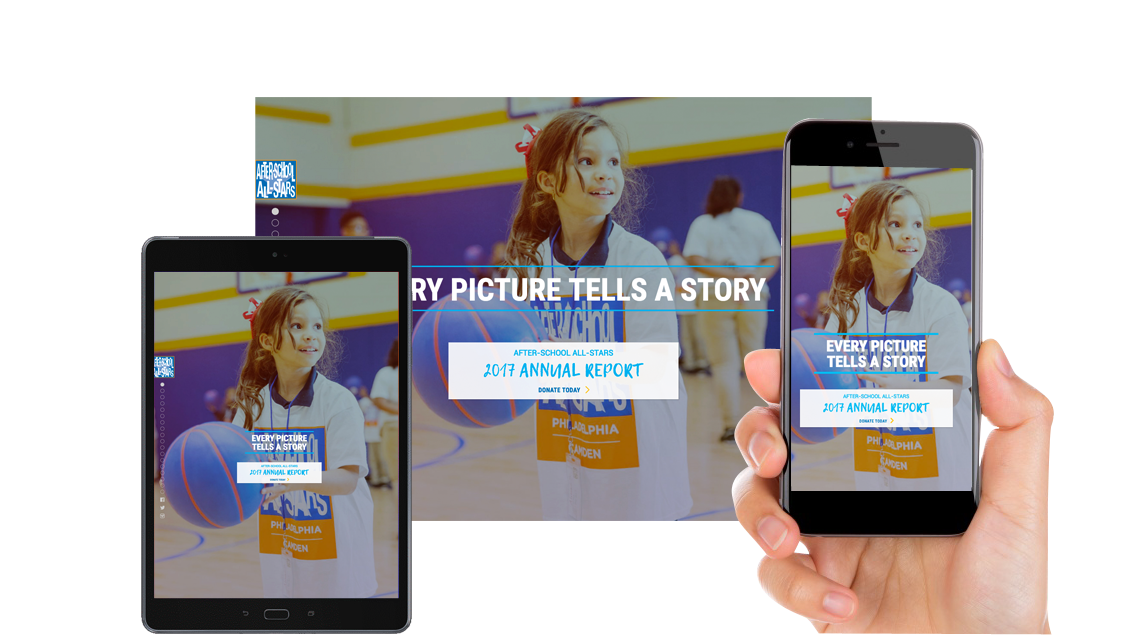 AFTER-SCHOOL
ALL-STARS
RY PICTURE TELLS A STORY
AFTER-SCHOOL ALL-STARS
2017 ANNUAL REPORT
DONATE TODAY
PHILADELPHIA
CAMDEN
AFTER-SCHOOL
ALL-STARS
EVERY PICTURE
TELLS A STORY
AFTER-SCHOOL ALL-STARS
2017 ANNUAL REPORT
DONATE TODAY
PHILADELPHIA
CAMDEN
EVERY PICTURE
TELLS A STORY
AFTER-SCHOOL ALL-STARS
2017 ANNUAL REPORT
DONATE TODAY
PHILADELPHIA
CAMDEN